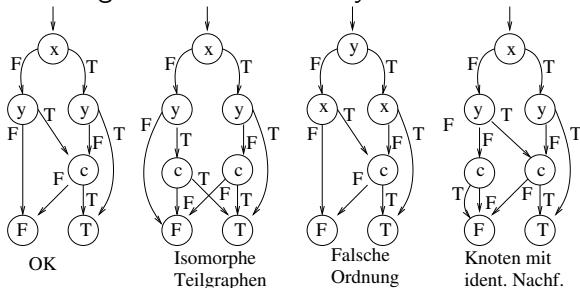 x
F T
y y
F T F T
c
F T
F T
OK
x
F T
y y
F T F T
c c
F T F T
F T
Isomorphe
Teilgraphen
y
F T
x x
F T F T
c
F T
F T
Falsche
Ordnung
x
F T
y y
F F T F T
c c
T F F T
F T
Knoten mit
ident. Nachf.